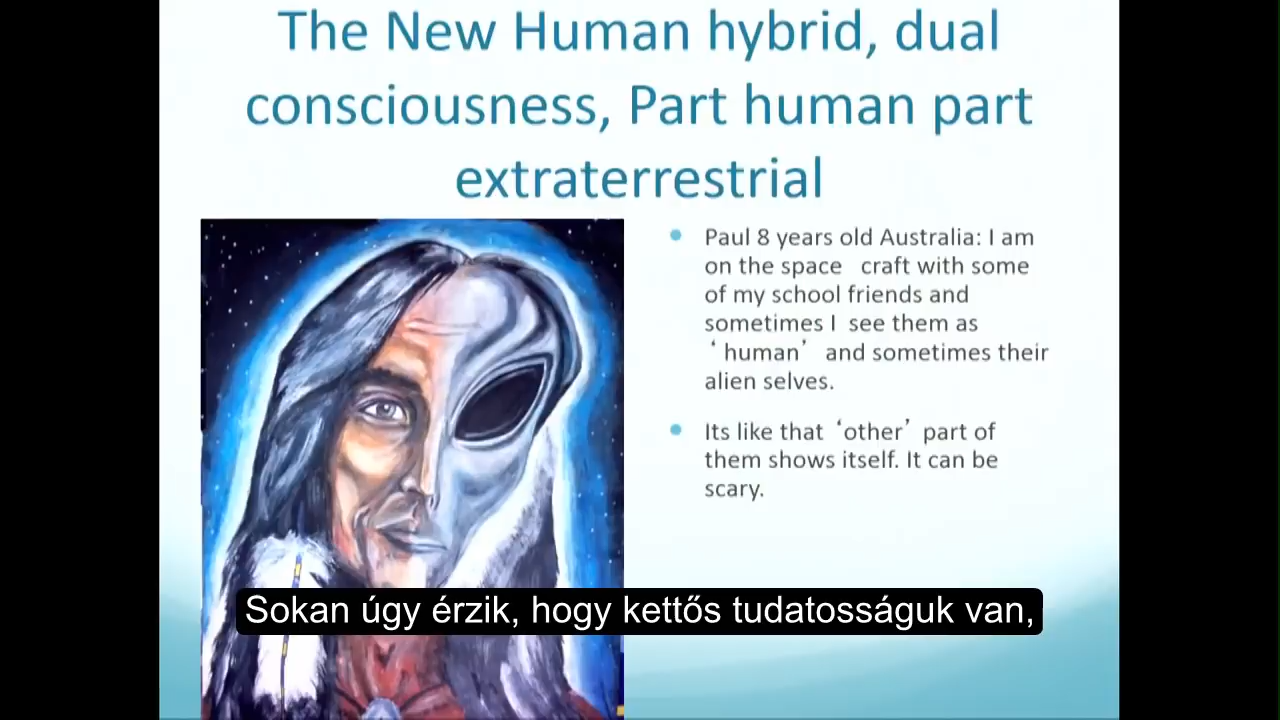 The New Human hybrid, dual
consciousness, Part human part
extraterrestrial
Paul 8 years old Australia: I am
on the space craft with some
of my school friends and
sometimes I see them as
‘human’ and sometimes their
alien selves.
Its like that ‘other’ part of
them shows itself. It can be
scary.
Sokan úgy érzik, hogy kettős tudatosságuk van,